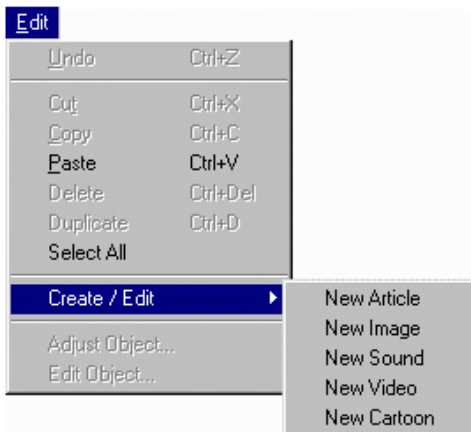 Edit
Undo Ctrl+Z
Cut Ctrl+X
Copy Ctrl+C
Paste Ctrl+V
Delete Ctrl+Del
Duplicate Ctrl+D
Select All
Create / Edit
New Article
New Image
New Sound
New Video
New Cartoon
Adjust Object...
Edit Object...